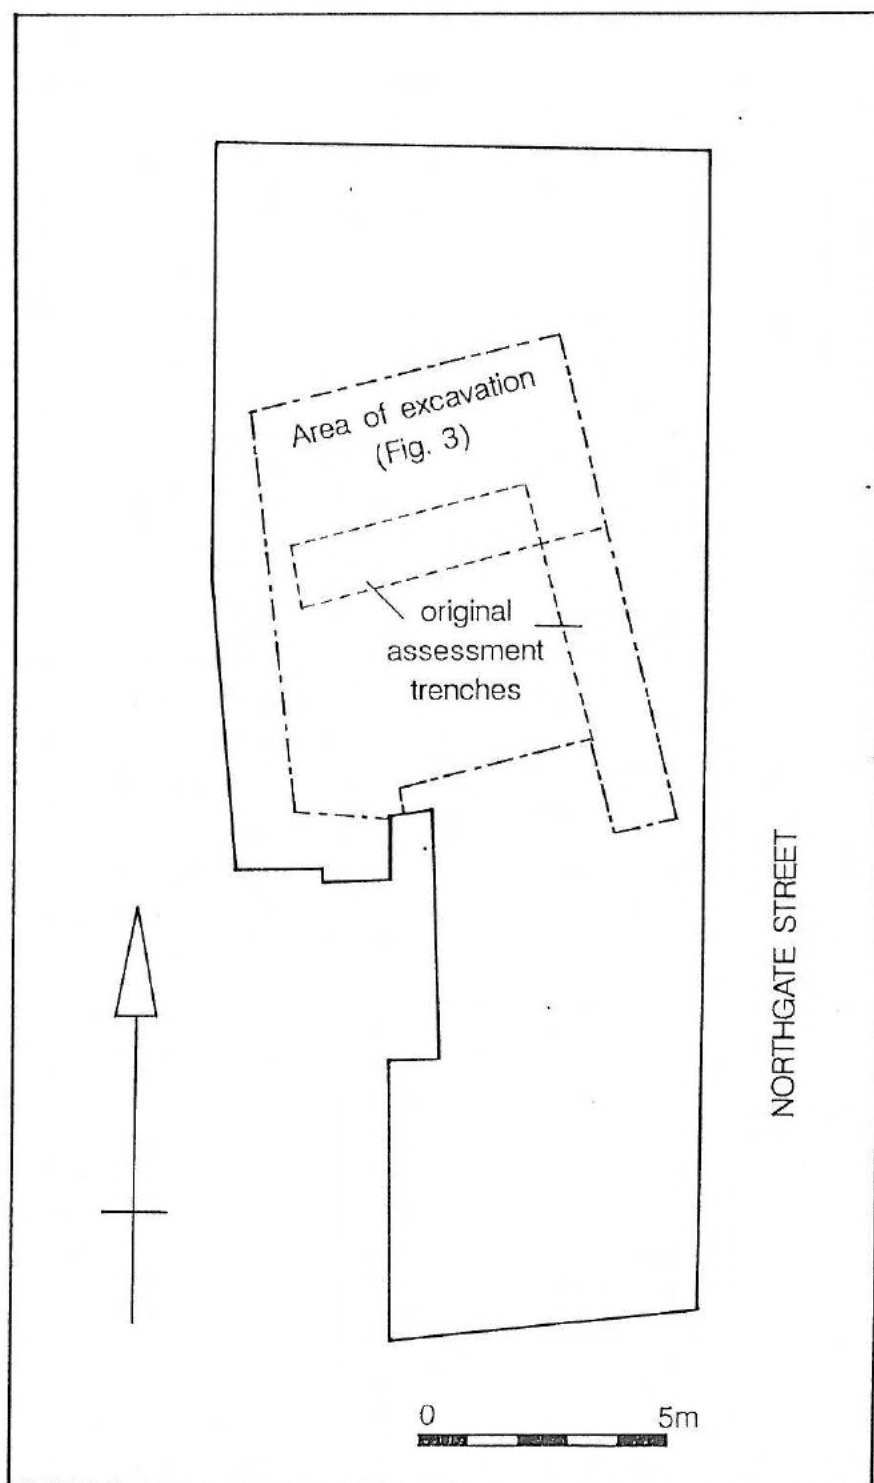 Area of excavation
(Fig. 3)
original
assessment
trenches
NORTHGATE STREET
0 5m